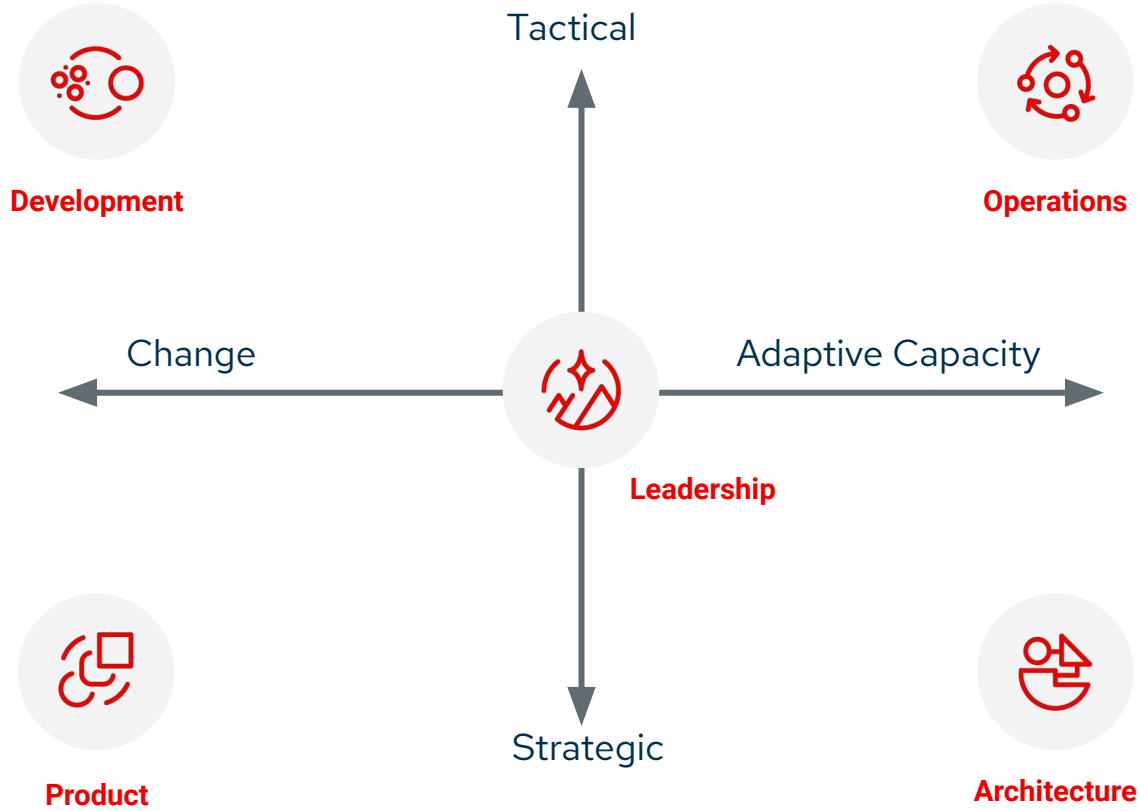 Tactical
Development
Operations
Change
Adaptive Capacity
Leadership
Strategic
Product
Architecture